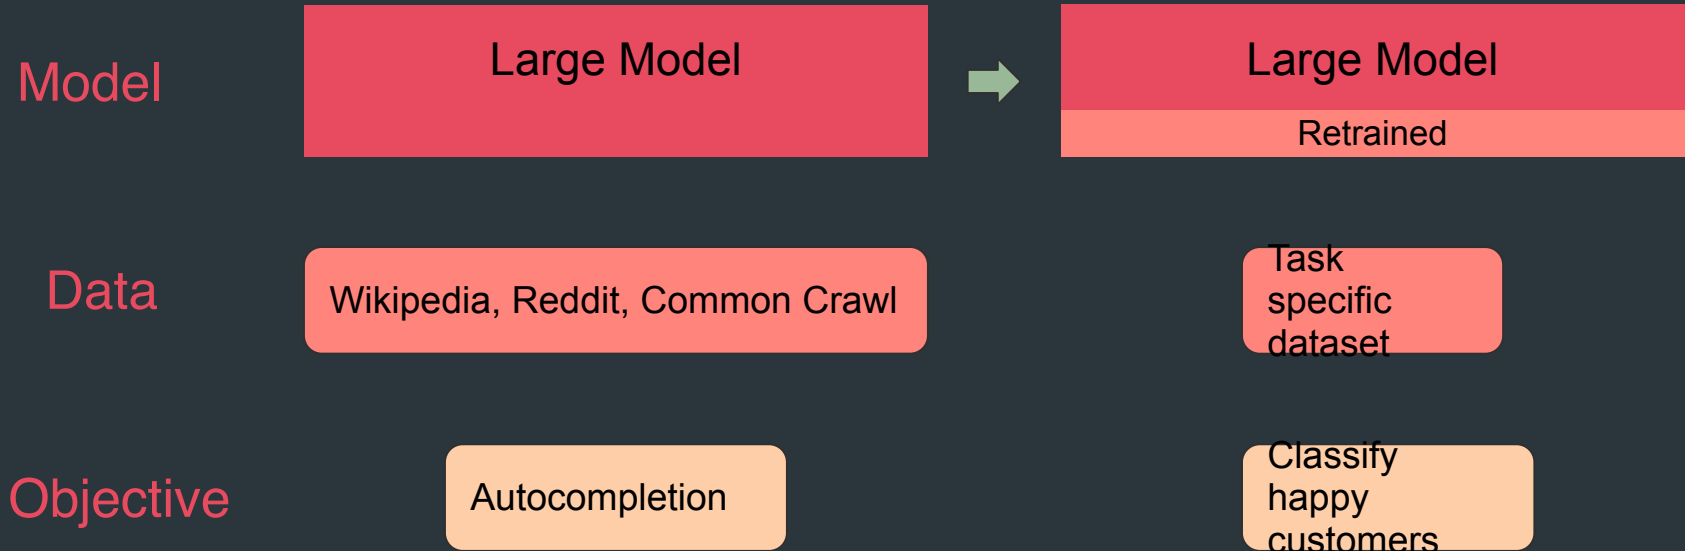 Model
Large Model
Large Model
Retrained
Data
Wikipedia, Reddit, Common Crawl
Task
specific
dataset
Objective
Autocompletion
Classify
happy
customers